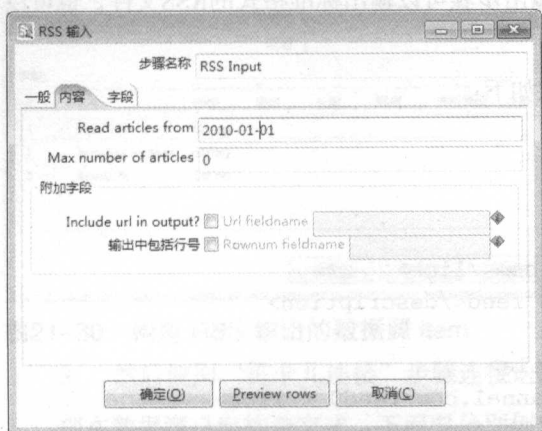 RSS 输入
步骤名称 RSS Input
一般 内容 字段
Read articles from 2010-01-01
Max number of articles 0
附加字段
Include url in output? Url fieldname
输出中包括行号 Rownum fieldname
确定(O) Preview rows 取消(C)